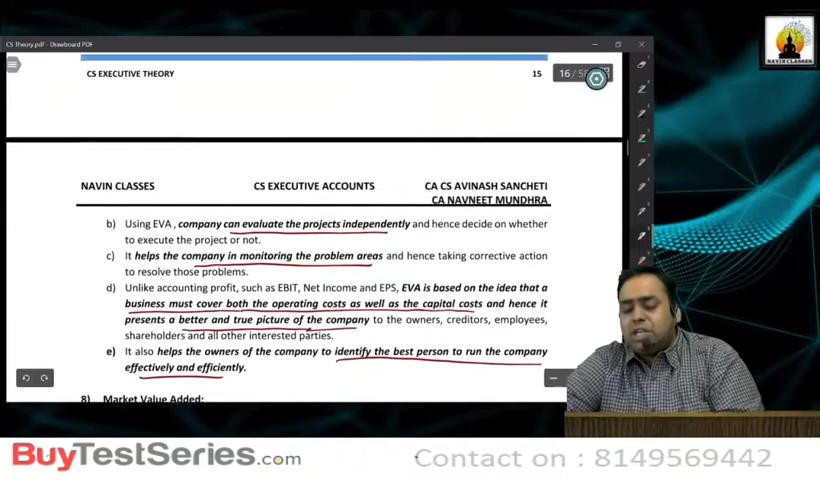 CS Theory.pdf - Drawboard PDF
NAVIN CLASSES
CS EXECUTIVE THEORY
15
16 / 56
NAVIN CLASSES
CS EXECUTIVE ACCOUNTS
CA CS AVINASH SANCHETI
CA NAVNEET MUNDHRA
b) Using EVA , company can evaluate the projects independently and hence decide on whether
to execute the project or not.
c) It helps the company in monitoring the problem areas and hence taking corrective action
to resolve those problems.
d) Unlike accounting profit, such as EBIT, Net Income and EPS, EVA is based on the idea that a
business must cover both the operating costs as well as the capital costs and hence it
presents a better and true picture of the company to the owners, creditors, employees,
shareholders and all other interested parties.
e) It also helps the owners of the company to identify the best person to run the company
effectively and efficiently.
8) Market Value Added:
BuyTestSeries.com
Contact on : 8149569442